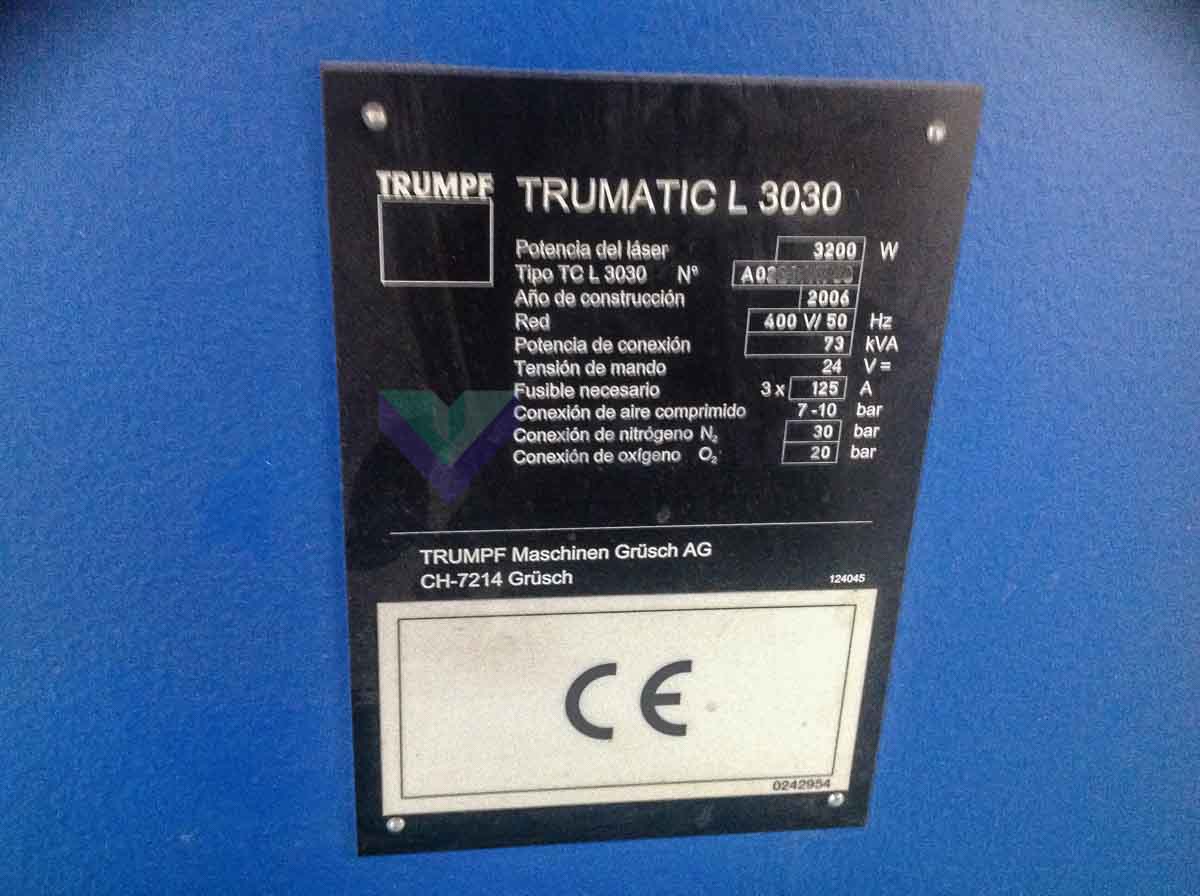 TRUMPF
TRUMATIC L 3030
Potencia del láser 3200 W
Tipo TC L 3030 Nº
Año de construcción 2006
Red 400 V/ 50 Hz
Potencia de conexión 73 kVA
Tensión de mando 24 V =
Fusible necesario 3 x 125 A
Conexión de aire comprimido 7 -10 bar
Conexión de nitrógeno N₂ 30 bar
Conexión de oxígeno O₂ 20 bar
TRUMPF Maschinen Grüsch AG
CH-7214 Grüsch 124045
CE
0242954